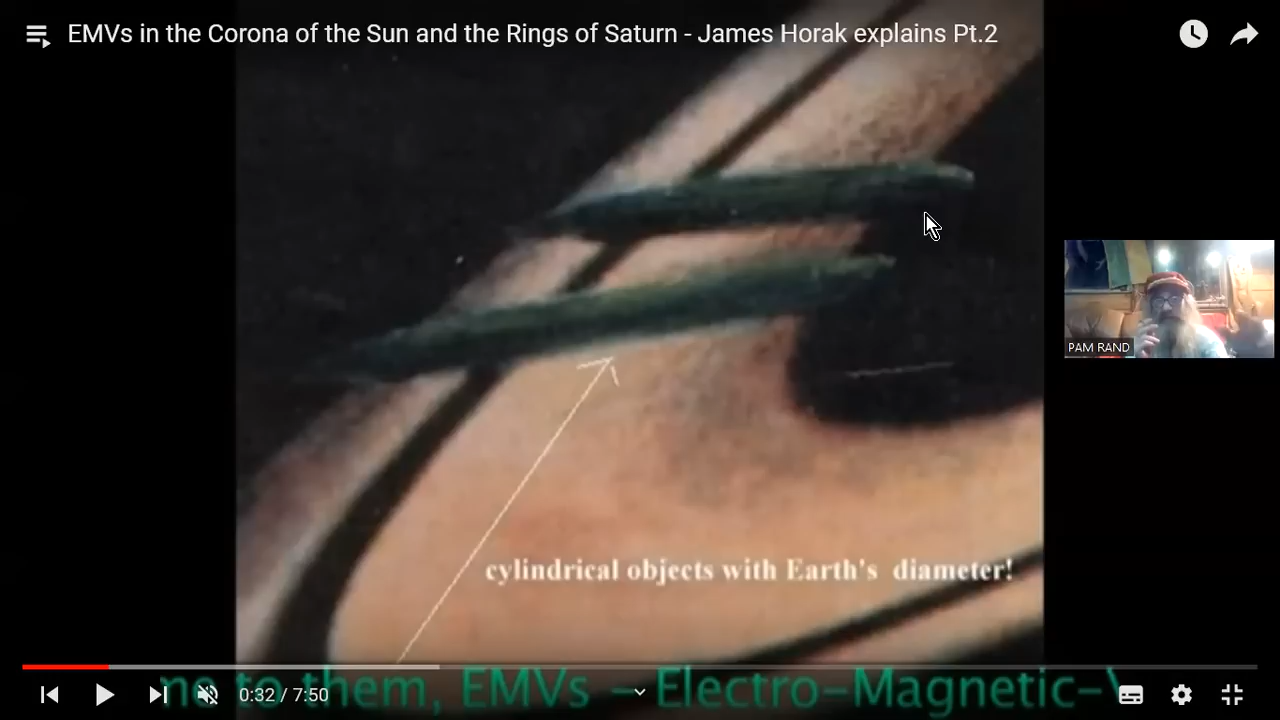 EMVs in the Corona of the Sun and the Rings of Saturn - James Horak explains Pt.2
PAM RAND
cylindrical objects with Earth's diameter!
me to them, EMVs - Electro-Magnetic-V
0:32 / 7:50